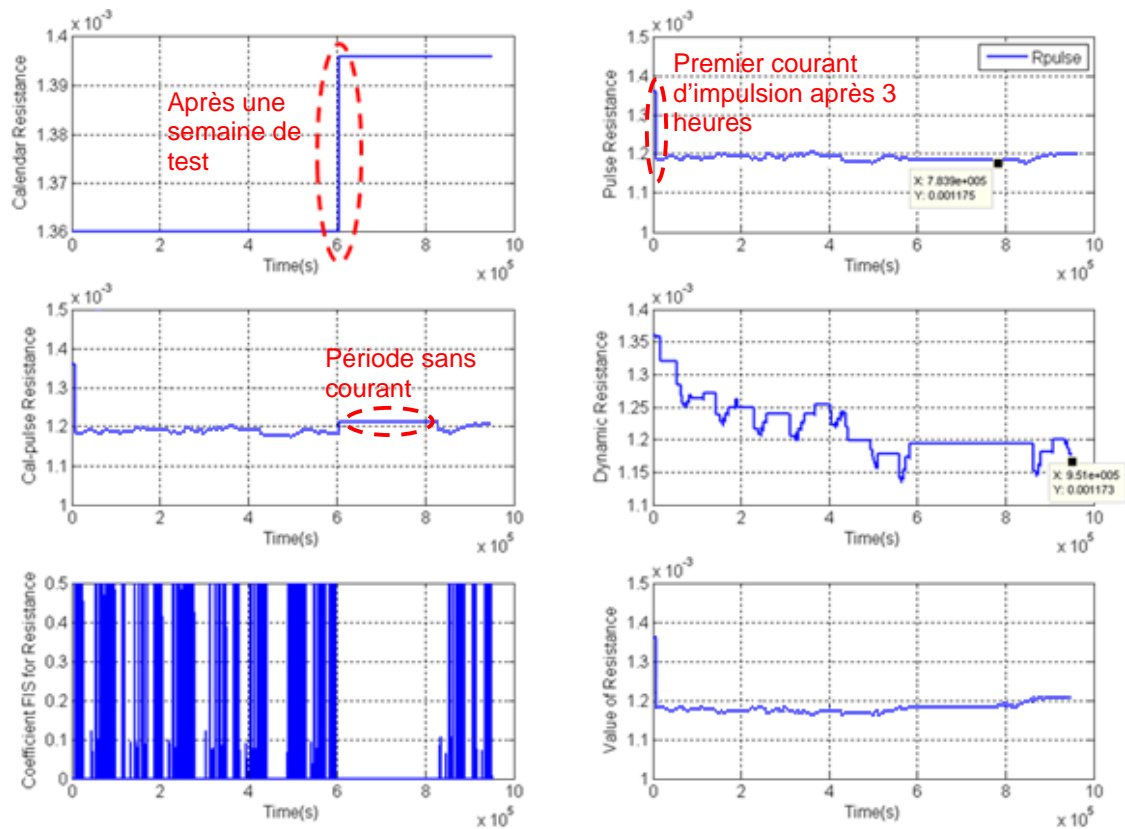 x 10⁻³
1.4
1.39
1.38
1.37
1.36
Calendar Resistance
Après une
semaine de
test
0 2 4 6 8 10
Time(s)
x 10⁵
x 10⁻³
1.5
1.4
1.3
1.2
1.1
1
Pulse Resistance
Rpulse
Premier courant
d'impulsion après 3
heures
X: 7.839e+005
Y: 0.001175
0 2 4 6 8 10
Time(s)
x 10⁵
x 10⁻³
1.5
1.4
1.3
1.2
1.1
1
Cal-pulse Resistance
Période sans
courant
0 2 4 6 8 10
Time(s)
x 10⁵
x 10⁻³
1.4
1.35
1.3
1.25
1.2
1.15
1.1
Dynamic Resistance
X: 9.51e+005
Y: 0.001173
0 2 4 6 8 10
Time(s)
x 10⁵
0.5
0.4
0.3
0.2
0.1
0
Coefficient FIS for Resistance
0 2 4 6 8 10
Time(s)
x 10⁵
x 10⁻³
1.5
1.4
1.3
1.2
1.1
1
Value of Resistance
0 2 4 6 8 10
Time(s)
x 10⁵